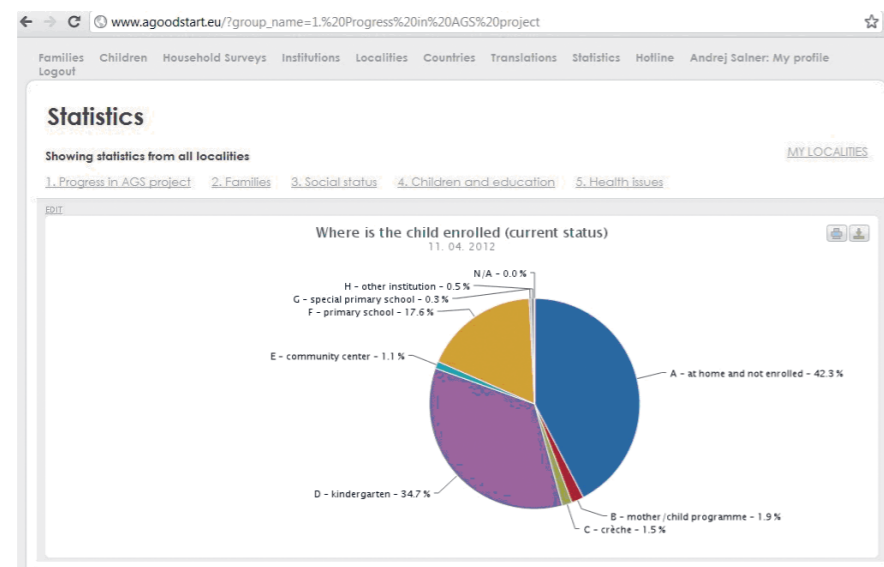 www.agoodstart.eu/?group_name=1.%20Progress%20in%20AGS%20project
Families Children Household Surveys Institutions Localities Countries Translations Statistics Hotline Andrej Salner: My profile
Logout
Statistics
Showing statistics from all localities
MY LOCALITIES
1. Progress in AGS project 2. Families 3. Social status 4. Children and education 5. Health issues
EDIT
Where is the child enrolled (current status)
11. 04. 2012
N/A – 0.0 %
H – other institution – 0.5 %
G – special primary school – 0.3 %
F – primary school – 17.6 %
E – community center – 1.1 %
A – at home and not enrolled – 42.3 %
D – kindergarten – 34.7 %
B – mother/child programme – 1.9 %
C – crèche – 1.5 %